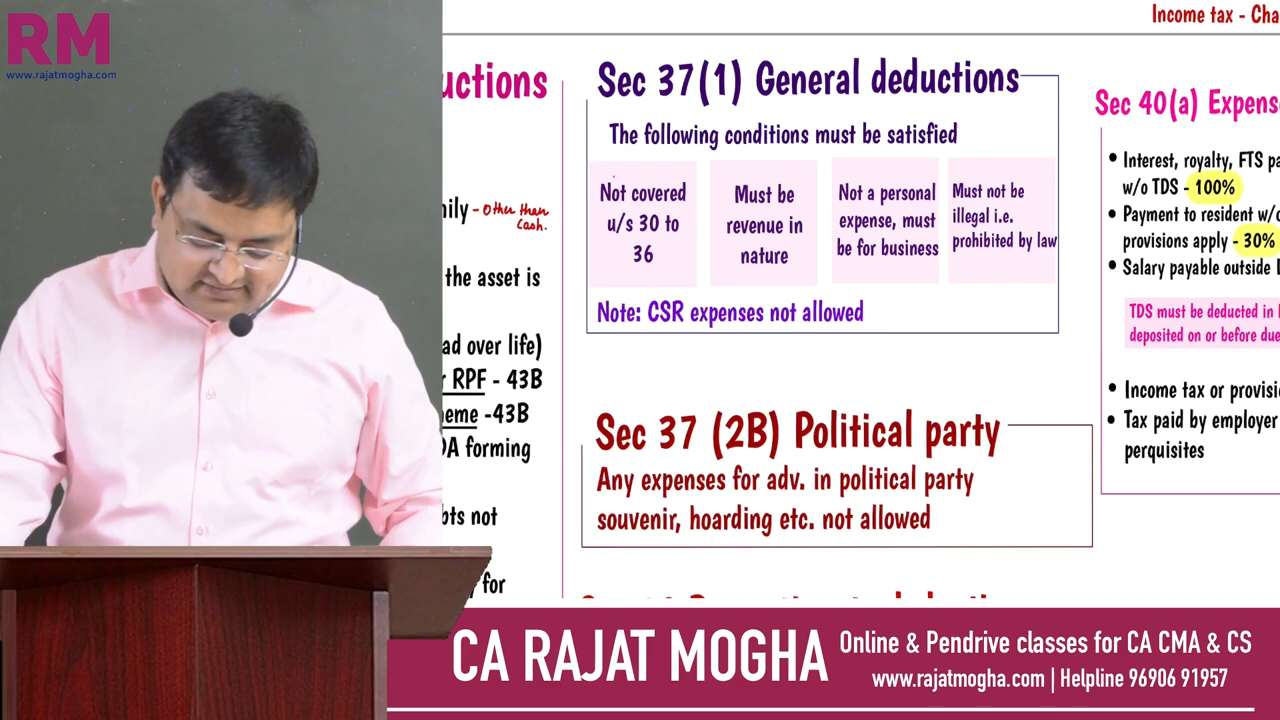 RM
www.rajatmogha.com
Income tax - Cha
uctions
nily - Other than
Cash.
the asset is
ad over life)
r RPF - 43B
eme -43B
DA forming
bts not
for
Sec 37(1) General deductions
The following conditions must be satisfied
Not covered
u/s 30 to
36
Must be
revenue in
nature
Not a personal
expense, must
be for business
Must not be
illegal i.e.
prohibited by law
Note: CSR expenses not allowed
Sec 37 (2B) Political party
Any expenses for adv. in political party
souvenir, hoarding etc. not allowed
Sec 40(a) Expens
• Interest, royalty, FTS pa
w/o TDS - 100%
• Payment to resident w/o
provisions apply - 30%
• Salary payable outside I
TDS must be deducted in
deposited on or before due
• Income tax or provisi
• Tax paid by employer
perquisites
CA RAJAT MOGHA
Online & Pendrive classes for CA CMA & CS
www.rajatmogha.com | Helpline 96906 91957